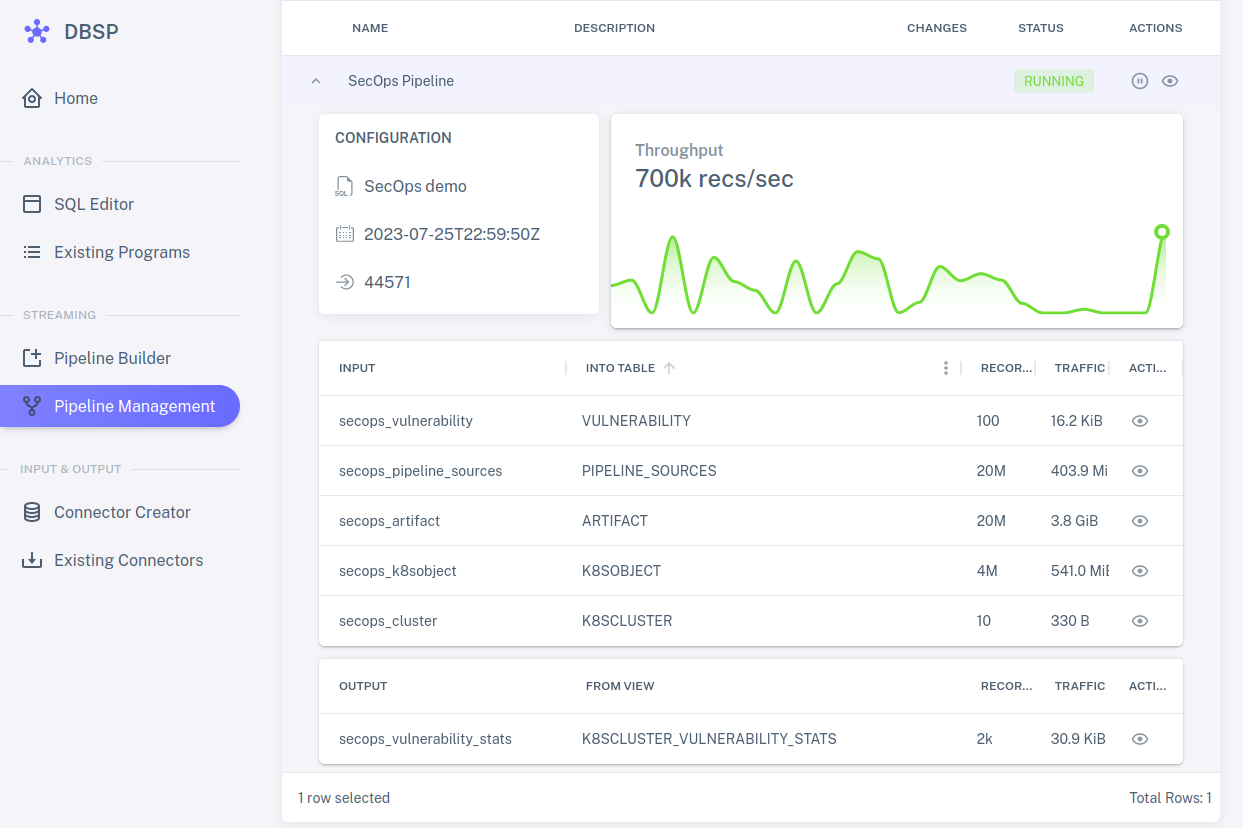 DBSP
Home
ANALYTICS
SQL Editor
Existing Programs
STREAMING
Pipeline Builder
Pipeline Management
INPUT & OUTPUT
Connector Creator
Existing Connectors
NAME DESCRIPTION CHANGES STATUS ACTIONS
SecOps Pipeline RUNNING
CONFIGURATION
SQL SecOps demo
2023-07-25T22:59:50Z
44571
Throughput
700k recs/sec
INPUT INTO TABLE RECOR... TRAFFIC ACTI...
secops_vulnerability VULNERABILITY 100 16.2 KiB
secops_pipeline_sources PIPELINE_SOURCES 20M 403.9 Mi
secops_artifact ARTIFACT 20M 3.8 GiB
secops_k8sobject K8SOBJECT 4M 541.0 MiB
secops_cluster K8SCLUSTER 10 330 B
OUTPUT FROM VIEW RECOR... TRAFFIC ACTI...
secops_vulnerability_stats K8SCLUSTER_VULNERABILITY_STATS 2k 30.9 KiB
1 row selected Total Rows: 1